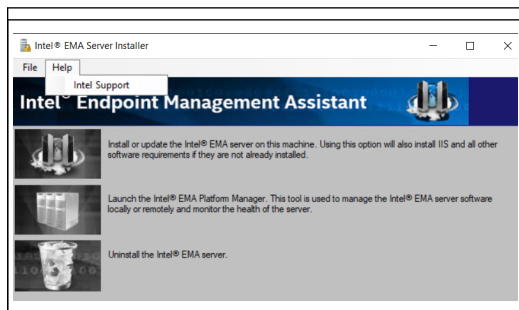 Intel® EMA Server Installer
File Help
Intel Support
Intel® Endpoint Management Assistant
Install or update the Intel® EMA server on this machine. Using this option will also install IIS and all other
software requirements if they are not already installed.
Launch the Intel® EMA Platform Manager. This tool is used to manage the Intel® EMA server software
locally or remotely and monitor the health of the server.
Uninstall the Intel® EMA server.